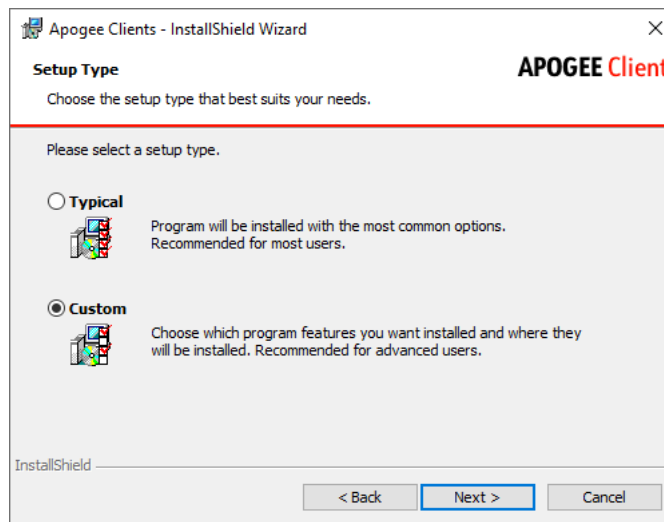 Apogee Clients - InstallShield Wizard
Setup Type
APOGEE Client
Choose the setup type that best suits your needs.
Please select a setup type.
Typical
Program will be installed with the most common options.
Recommended for most users.
Custom
Choose which program features you want installed and where they
will be installed. Recommended for advanced users.
InstallShield
< Back
Next >
Cancel